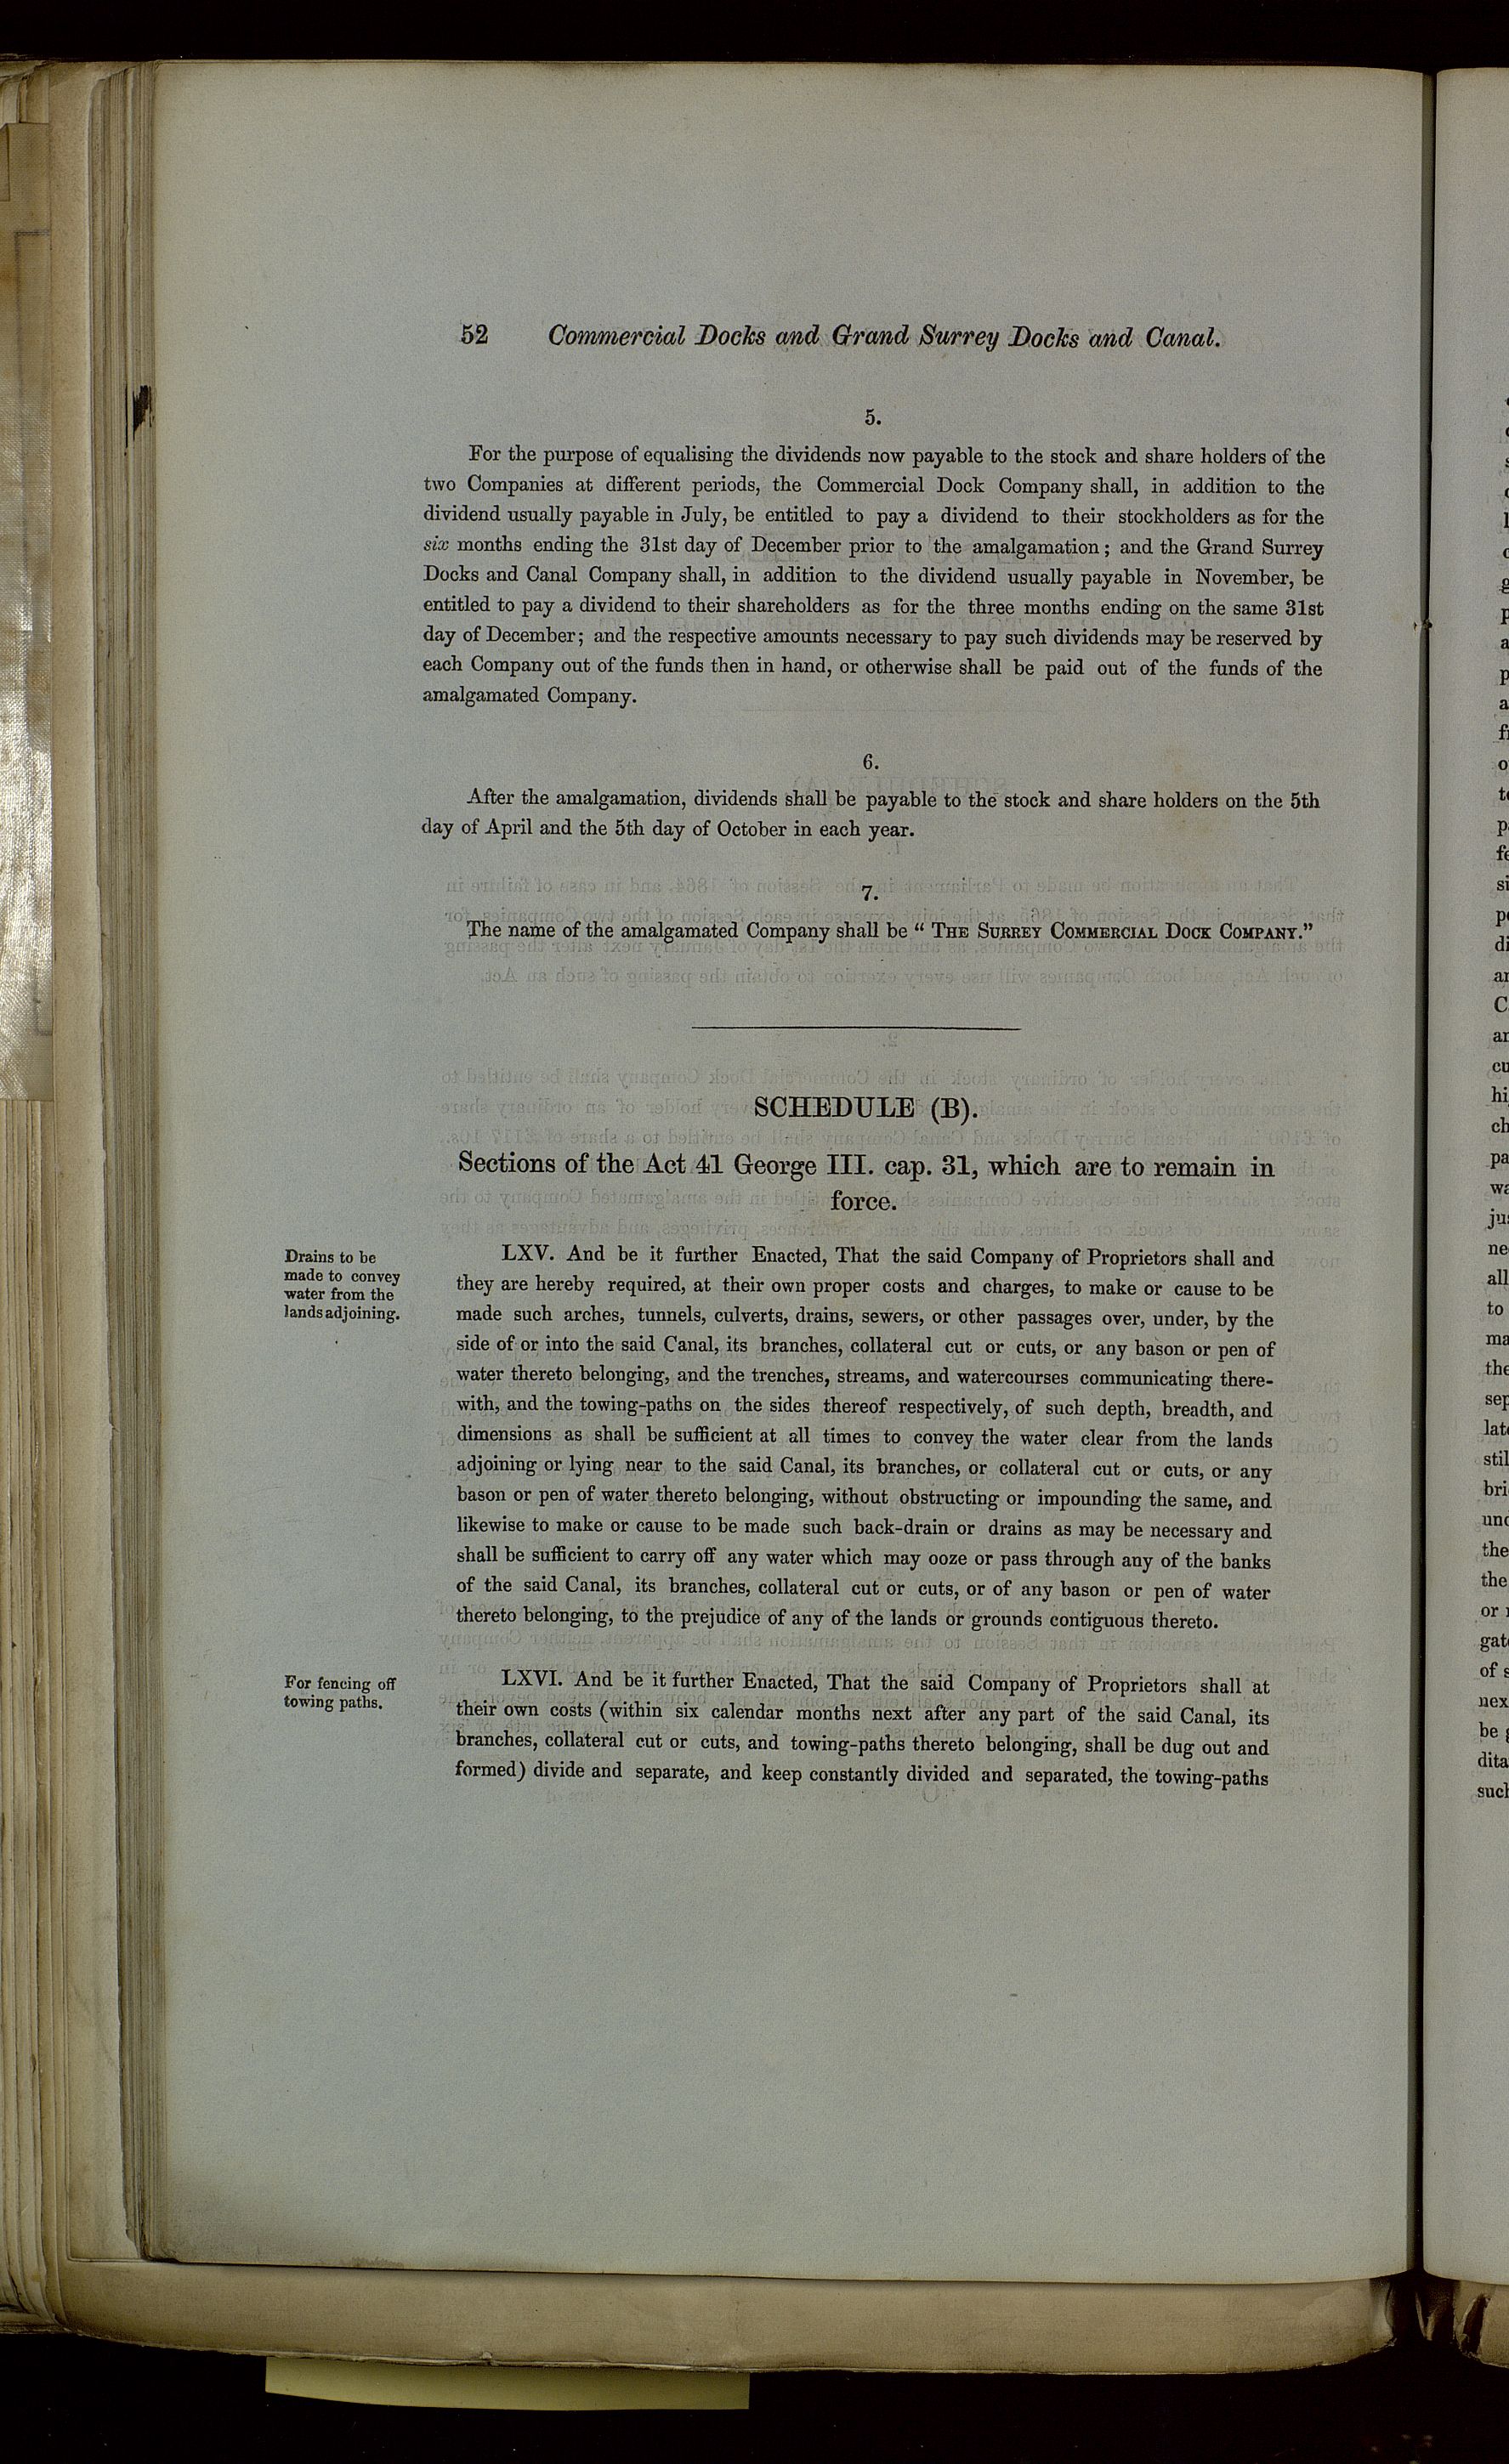 52 Commercial Docks and Grand Surrey Docks and Canal.
5.
For the purpose of equalising the dividends now payable to the stock and share holders of the
two Companies at different periods, the Commercial Dock Company shall, in addition to the
dividend usually payable in July, be entitled to pay a dividend to their stockholders as for the
six months ending the 31st day of December prior to the amalgamation; and the Grand Surrey
Docks and Canal Company shall, in addition to the dividend usually payable in November, be
entitled to pay a dividend to their shareholders as for the three months ending on the same 31st
day of December; and the respective amounts necessary to pay such dividends may be reserved by
each Company out of the funds then in hand, or otherwise shall be paid out of the funds of the
amalgamated Company.
6.
After the amalgamation, dividends shall be payable to the stock and share holders on the 5th
day of April and the 5th day of October in each year.
7.
The name of the amalgamated Company shall be “ THE SURREY COMMERCIAL DOCK COMPANY.”
SCHEDULE (B).
Sections of the Act 41 George III. cap. 31, which are to remain in
force.
Drains to be
made to convey
water from the
lands adjoining.
LXV. And be it further Enacted, That the said Company of Proprietors shall and
they are hereby required, at their own proper costs and charges, to make or cause to be
made such arches, tunnels, culverts, drains, sewers, or other passages over, under, by the
side of or into the said Canal, its branches, collateral cut or cuts, or any bason or pen of
water thereto belonging, and the trenches, streams, and watercourses communicating there-
with, and the towing-paths on the sides thereof respectively, of such depth, breadth, and
dimensions as shall be sufficient at all times to convey the water clear from the lands
adjoining or lying near to the said Canal, its branches, or collateral cut or cuts, or any
bason or pen of water thereto belonging, without obstructing or impounding the same, and
likewise to make or cause to be made such back-drain or drains as may be necessary and
shall be sufficient to carry off any water which may ooze or pass through any of the banks
of the said Canal, its branches, collateral cut or cuts, or of any bason or pen of water
thereto belonging, to the prejudice of any of the lands or grounds contiguous thereto.
For fencing off
towing paths.
LXVI. And be it further Enacted, That the said Company of Proprietors shall at
their own costs (within six calendar months next after any part of the said Canal, its
branches, collateral cut or cuts, and towing-paths thereto belonging, shall be dug out and
formed) divide and separate, and keep constantly divided and separated, the towing-paths